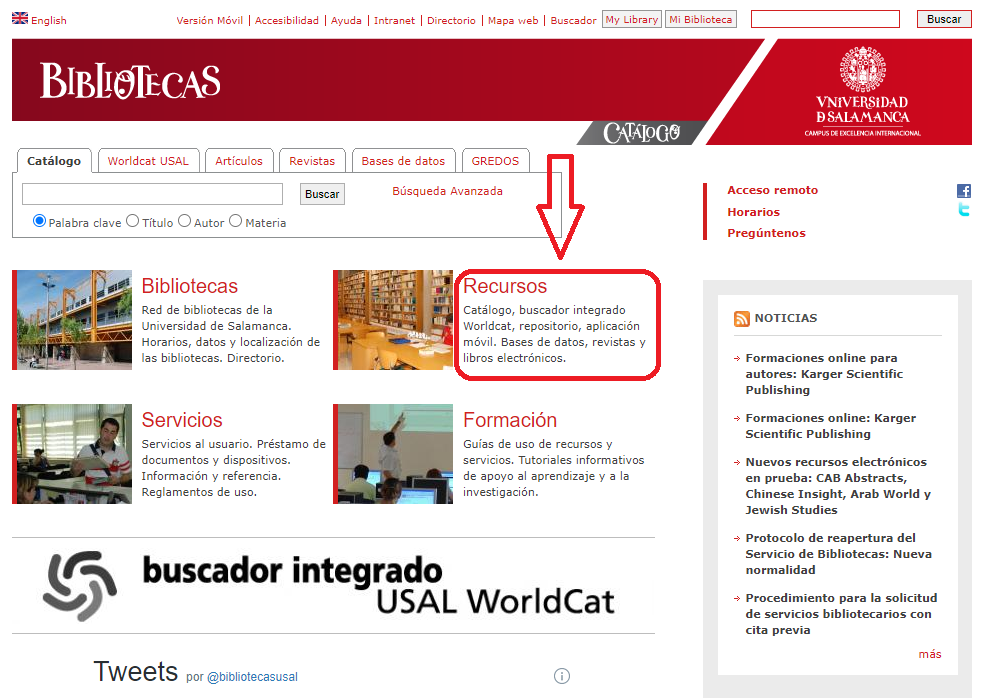 English
Versión Móvil | Accesibilidad | Ayuda | Intranet | Directorio | Mapa web | Buscador My Library Mi Biblioteca Buscar
BIBLIOTECAS
VNIVERSIDAD
D SALAMANCA
CAMPUS DE EXCELENCIA INTERNACIONAL
CATÁLOGO
Catálogo Worldcat USAL Artículos Revistas Bases de datos GREDOS
Buscar Búsqueda Avanzada
Palabra clave Título Autor Materia
Acceso remoto
Horarios
Pregúntenos
Bibliotecas
Red de bibliotecas de la
Universidad de Salamanca.
Horarios, datos y localización de
las bibliotecas. Directorio.
Recursos
Catálogo, buscador integrado
Worldcat, repositorio, aplicación
móvil. Bases de datos, revistas y
libros electrónicos.
Servicios
Servicios al usuario. Préstamo de
documentos y dispositivos.
Información y referencia.
Reglamentos de uso.
Formación
Guías de uso de recursos y
servicios. Tutoriales informativos
de apoyo al aprendizaje y a la
investigación.
NOTICIAS
Formaciones online para
autores: Karger Scientific
Publishing
Formaciones online: Karger
Scientific Publishing
Nuevos recursos electrónicos
en prueba: CAB Abstracts,
Chinese Insight, Arab World y
Jewish Studies
Protocolo de reapertura del
Servicio de Bibliotecas: Nueva
normalidad
Procedimiento para la solicitud
de servicios bibliotecarios con
cita previa
más
buscador integrado
USAL WorldCat
Tweets por @bibliotecasusal